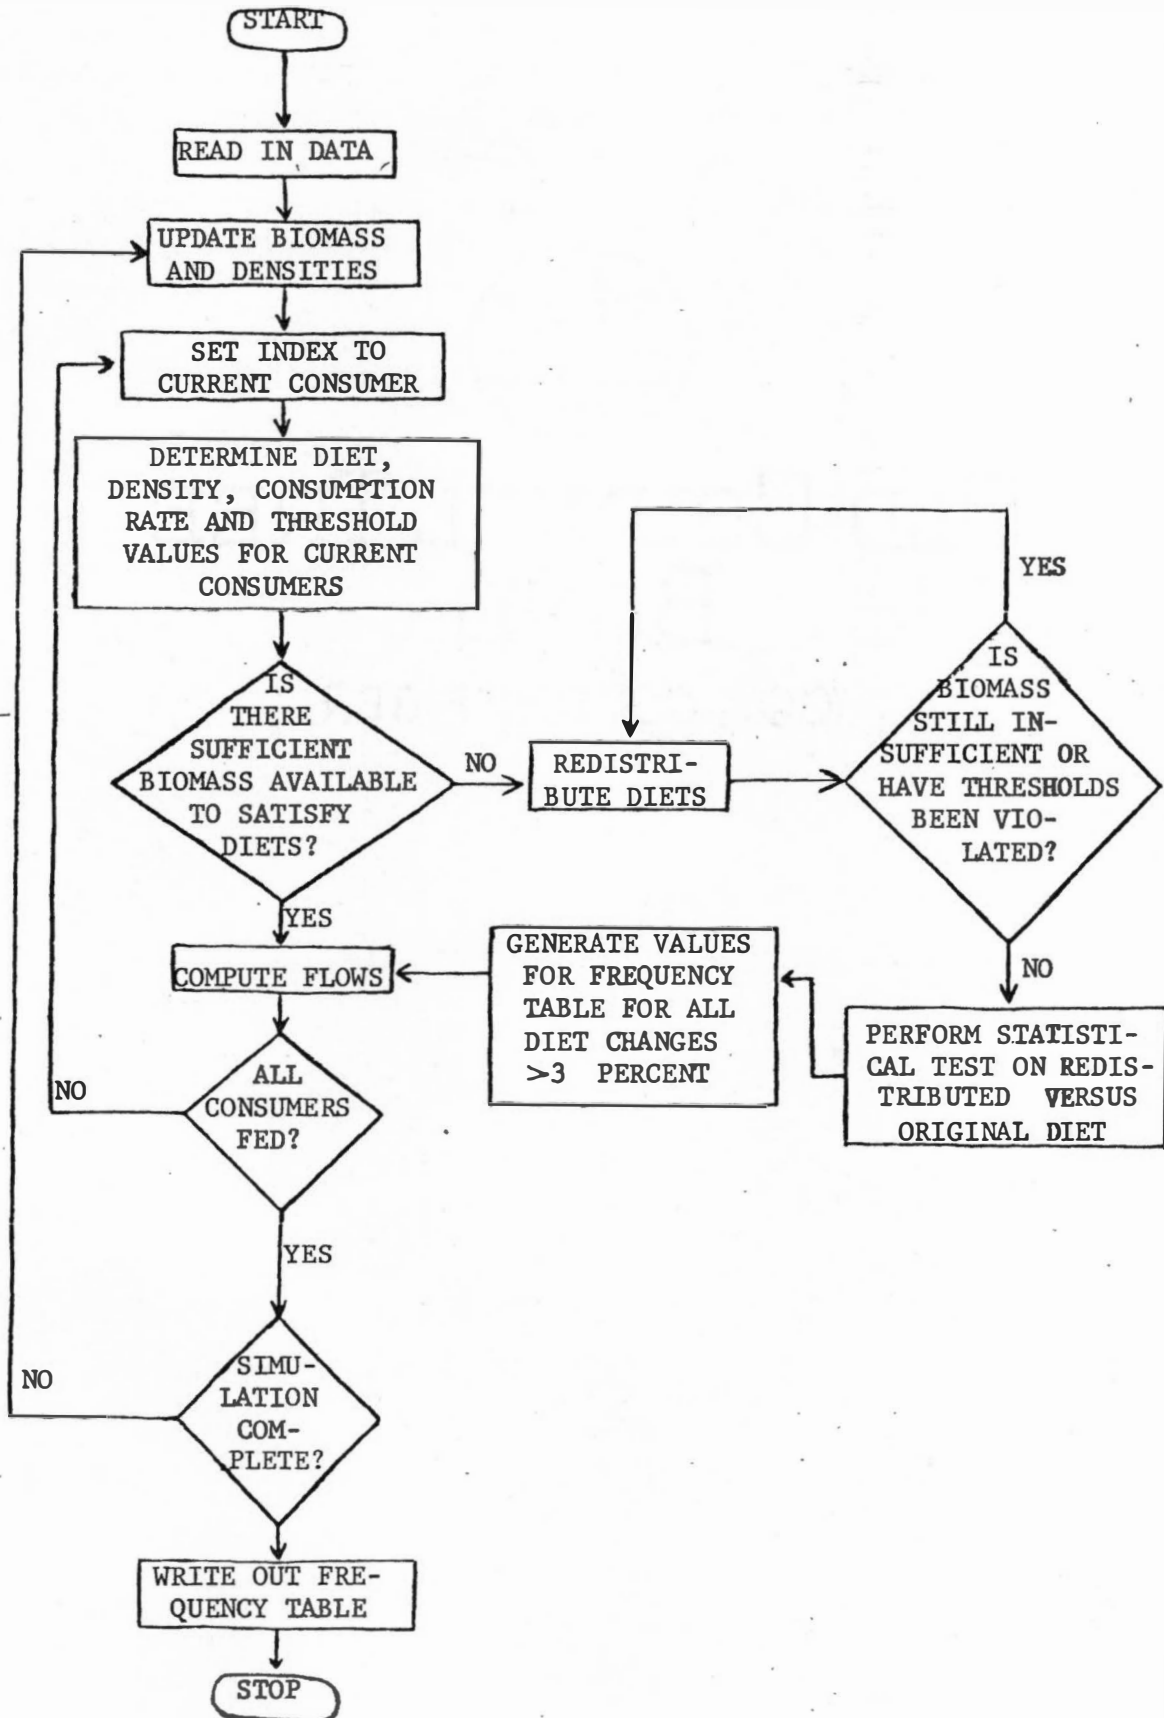 START
READ IN DATA
UPDATE BIOMASS
AND DENSITIES
SET INDEX TO
CURRENT CONSUMER
DETERMINE DIET,
DENSITY, CONSUMPTION
RATE AND THRESHOLD
VALUES FOR CURRENT
CONSUMERS
IS
THERE
SUFFICIENT
BIOMASS AVAILABLE
TO SATISFY
DIETS?
NO
REDISTRI-
BUTE DIETS
YES
IS
BIOMASS
STILL IN-
SUFFICIENT OR
HAVE THRESHOLDS
BEEN VIO-
LATED?
NO
PERFORM STATISTI-
CAL TEST ON REDIS-
TRIBUTED VERSUS
ORIGINAL DIET
GENERATE VALUES
FOR FREQUENCY
TABLE FOR ALL
DIET CHANGES
>3 PERCENT
YES
COMPUTE FLOWS
ALL
CONSUMERS
FED?
NO
YES
SIMU-
LATION
COM-
PLETE?
NO
WRITE OUT FRE-
QUENCY TABLE
STOP